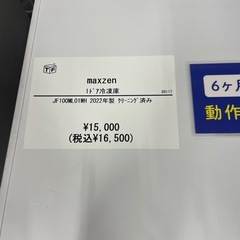 TF
maxzen
1ドア冷凍庫
JF100ML01WH 2022年製 クリーニング済み
¥15,000
(税込¥16,500)
6ヶ月
動作